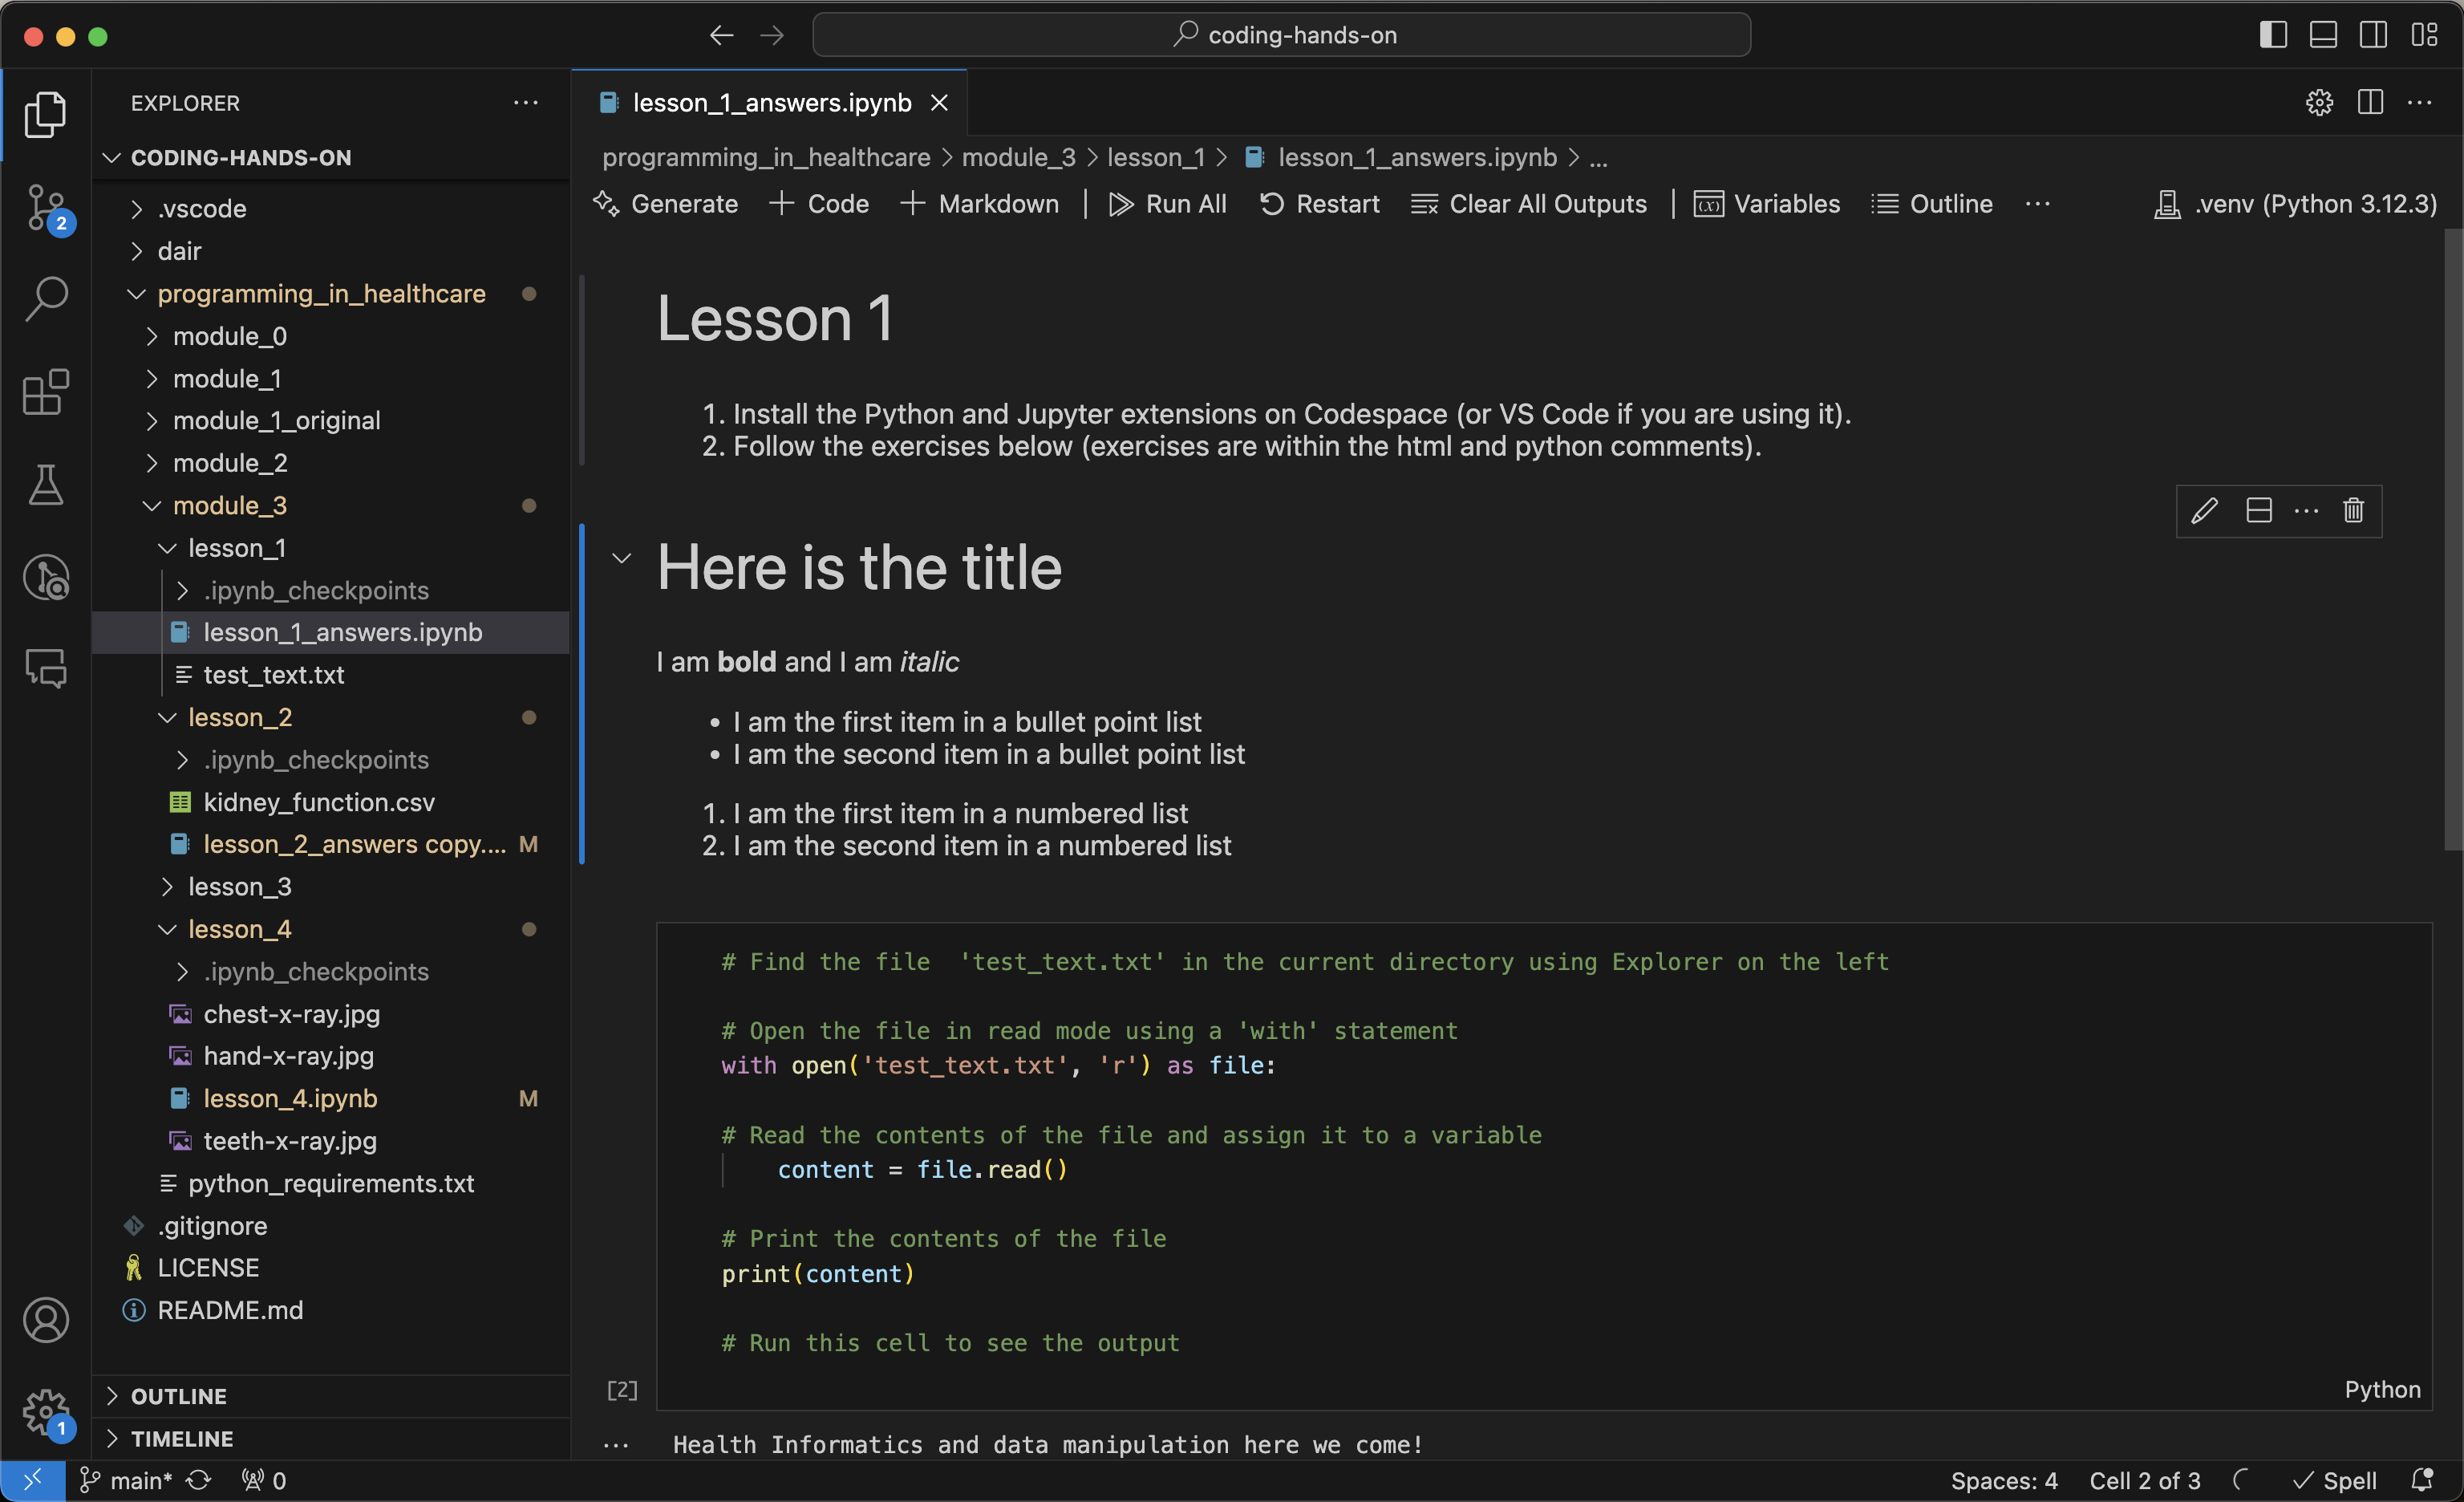 coding-hands-on
EXPLORER
CODING-HANDS-ON
.vscode
dair
programming_in_healthcare
module_0
module_1
module_1_original
module_2
module_3
lesson_1
.ipynb_checkpoints
lesson_1_answers.ipynb
test_text.txt
lesson_2
.ipynb_checkpoints
kidney_function.csv
lesson_2_answers copy.... M
lesson_3
lesson_4
.ipynb_checkpoints
chest-x-ray.jpg
hand-x-ray.jpg
lesson_4.ipynb M
teeth-x-ray.jpg
python_requirements.txt
.gitignore
LICENSE
README.md
OUTLINE
TIMELINE
2
1
lesson_1_answers.ipynb
programming_in_healthcare > module_3 > lesson_1 > lesson_1_answers.ipynb > ...
Generate + Code + Markdown | Run All Restart Clear All Outputs | Variables Outline ... .venv (Python 3.12.3)
Lesson 1
1. Install the Python and Jupyter extensions on Codespace (or VS Code if you are using it).
2. Follow the exercises below (exercises are within the html and python comments).
Here is the title
I am bold and I am italic
• I am the first item in a bullet point list
• I am the second item in a bullet point list
1. I am the first item in a numbered list
2. I am the second item in a numbered list
# Find the file  'test_text.txt' in the current directory using Explorer on the left
# Open the file in read mode using a 'with' statement
with open('test_text.txt', 'r') as file:
# Read the contents of the file and assign it to a variable
    content = file.read()
# Print the contents of the file
print(content)
# Run this cell to see the output
[2]
Python
... Health Informatics and data manipulation here we come!
main* 0 Spaces: 4 Cell 2 of 3 Spell